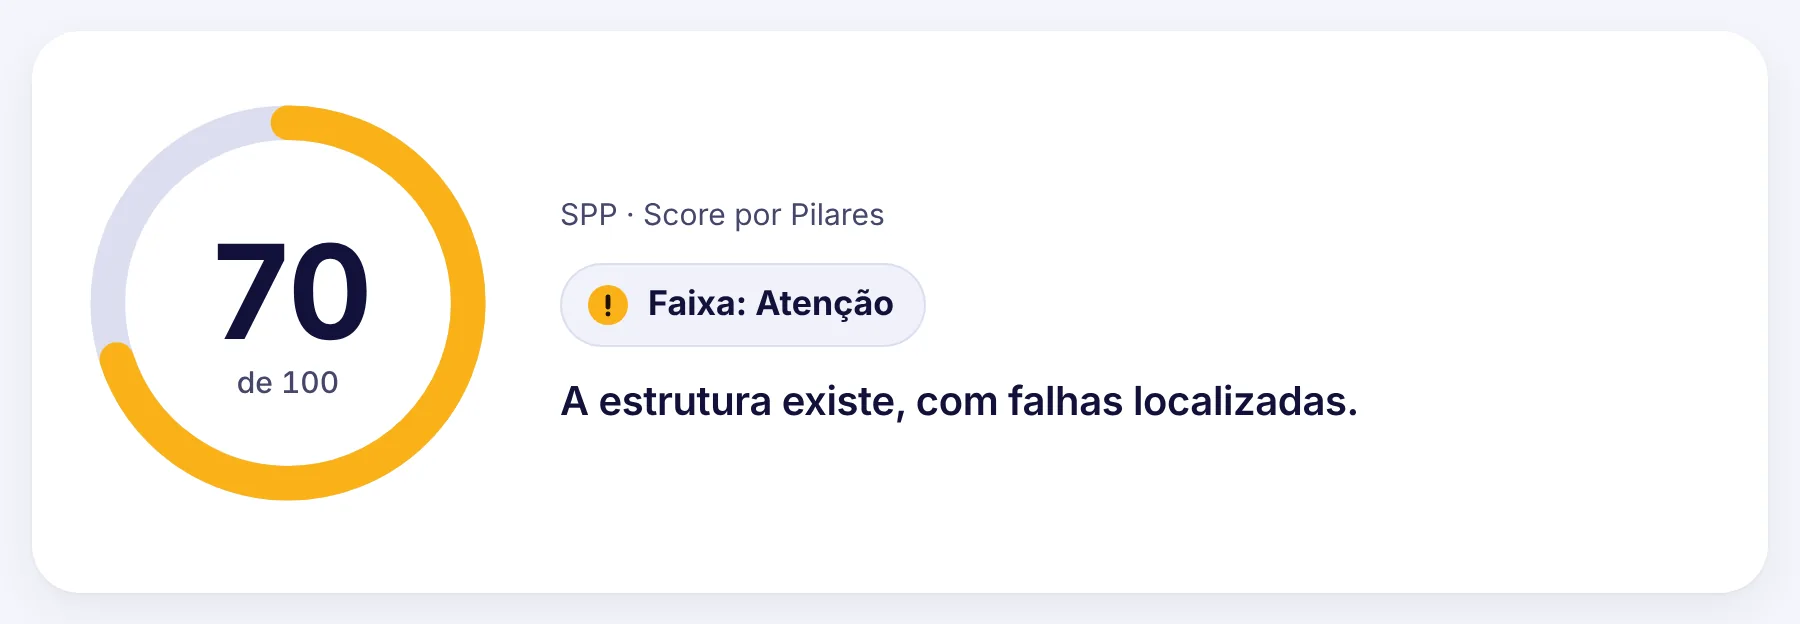 70
de 100
SPP · Score por Pilares
Faixa: Atenção
A estrutura existe, com falhas localizadas.